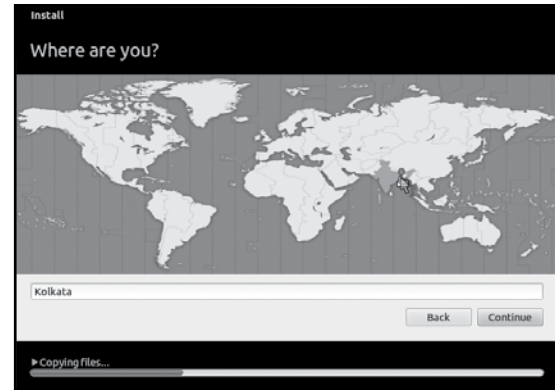 Install
Where are you?
Kolkata
Back
Continue
Copying files...